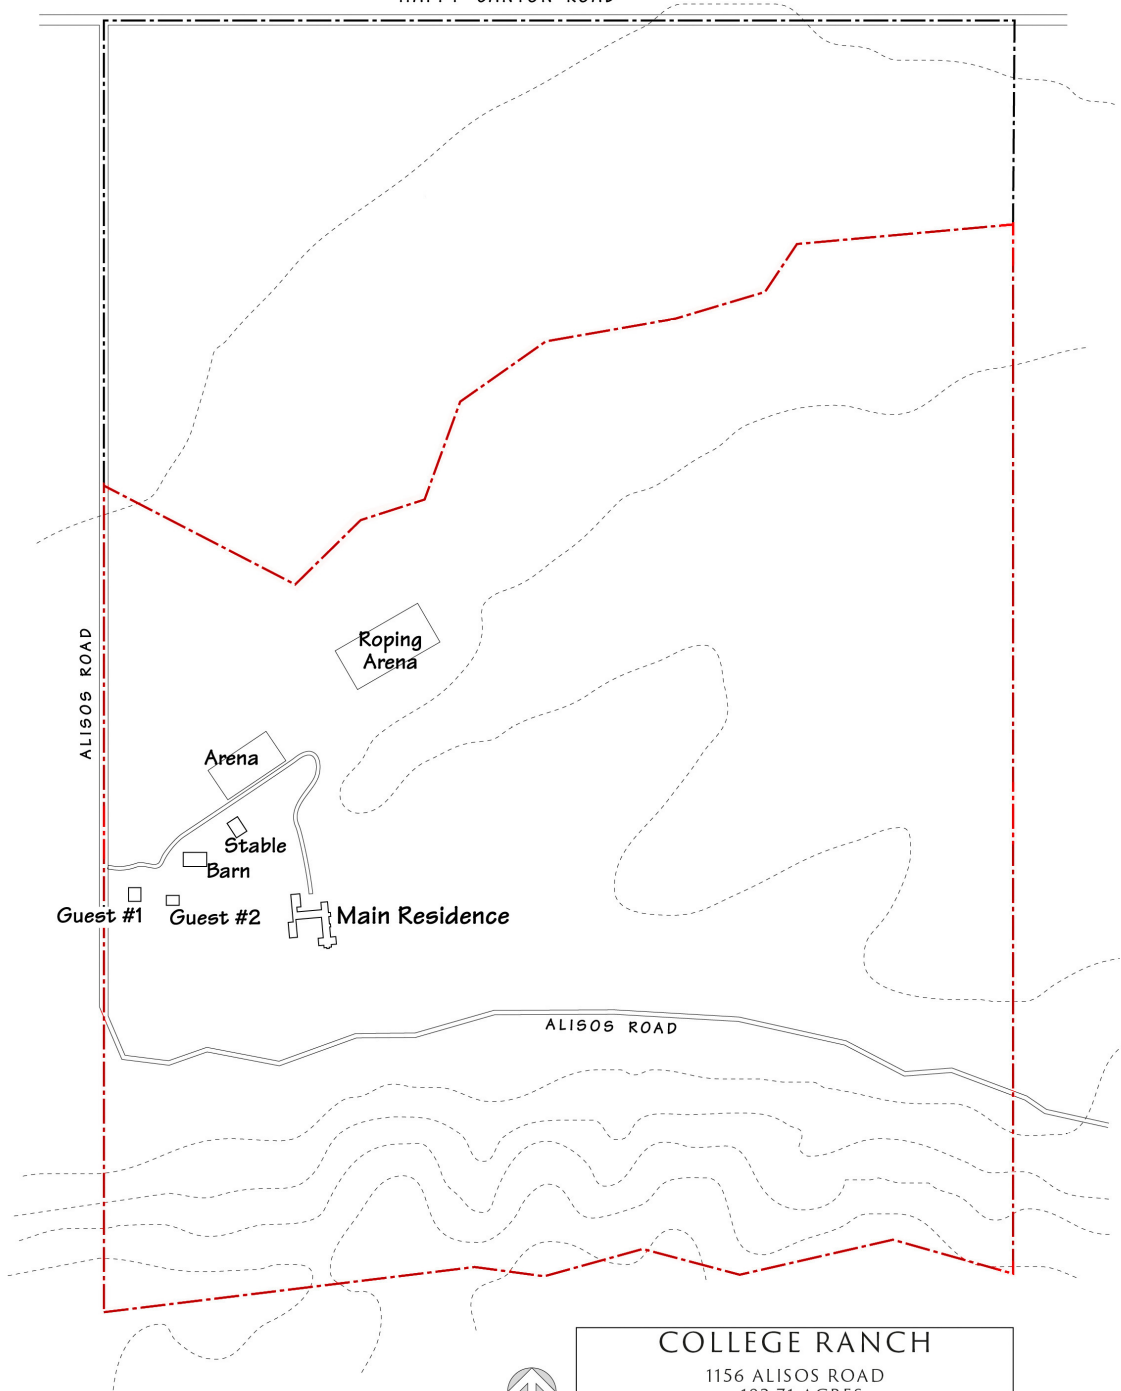 ROAD
ALISOS ROAD
Roping
Arena
Arena
Stable
Barn
Guest #1
Guest #2
Main Residence
ALISOS ROAD
COLLEGE RANCH
1156 ALISOS ROAD